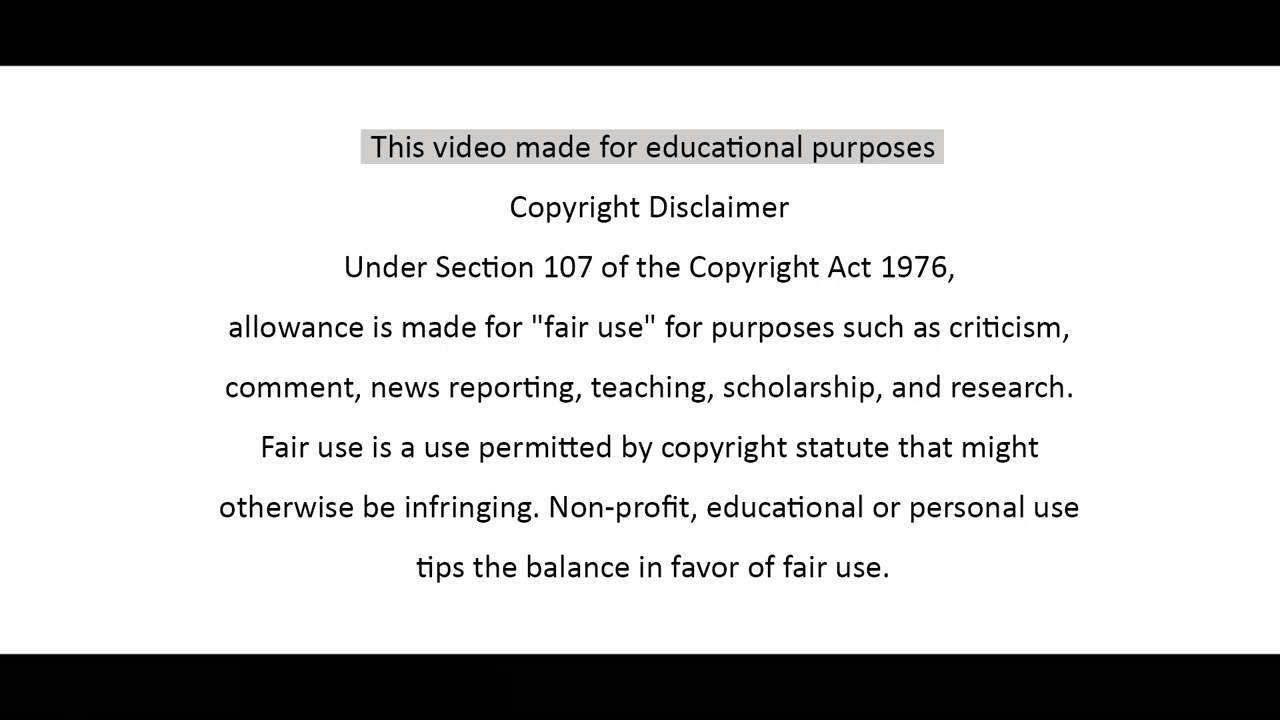 This video made for educational purposes
Copyright Disclaimer
Under Section 107 of the Copyright Act 1976,
allowance is made for "fair use" for purposes such as criticism,
comment, news reporting, teaching, scholarship, and research.
Fair use is a use permitted by copyright statute that might
otherwise be infringing. Non-profit, educational or personal use
tips the balance in favor of fair use.